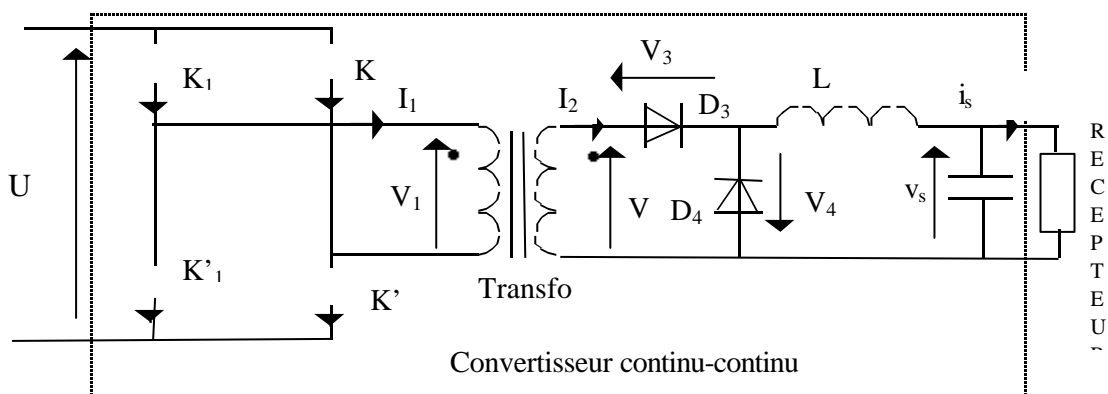 V₃
K₁
K
I₁
I₂
D₃
L
iₛ
U
V₁
V
D₄
V₄
vₛ
K'₁
K'
Transfo
Convertisseur continu-continu
R
E
C
E
P
T
E
U